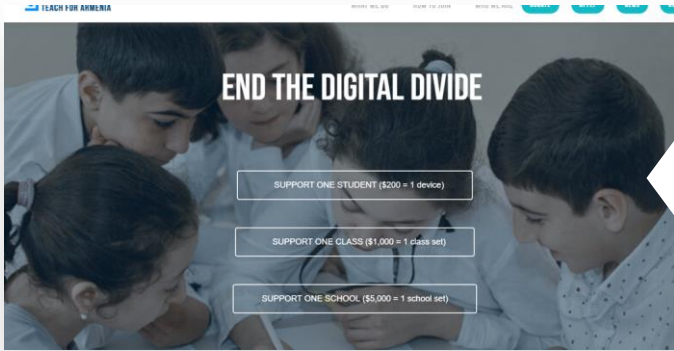 TEACH FOR ARMENIA
END THE DIGITAL DIVIDE
SUPPORT ONE STUDENT ($200 = 1 device)
SUPPORT ONE CLASS ($1,000 = 1 class set)
SUPPORT ONE SCHOOL ($5,000 = 1 school set)